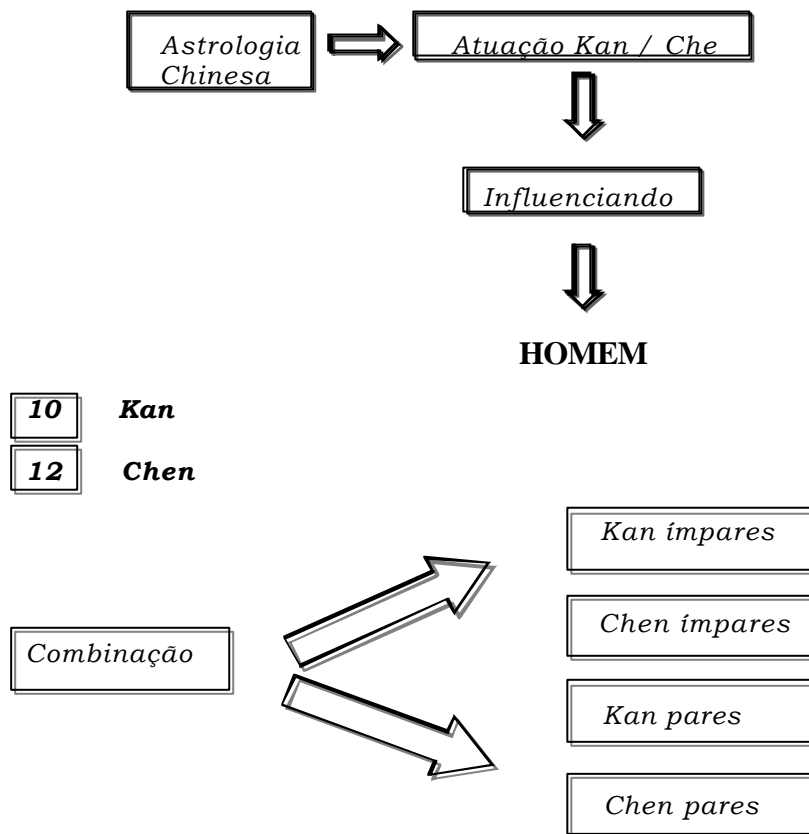 Astrologia
Chinesa
Atuação Kan / Che
Influenciando
HOMEM
10 Kan
12 Chen
Combinação
Kan ímpares
Chen ímpares
Kan pares
Chen pares